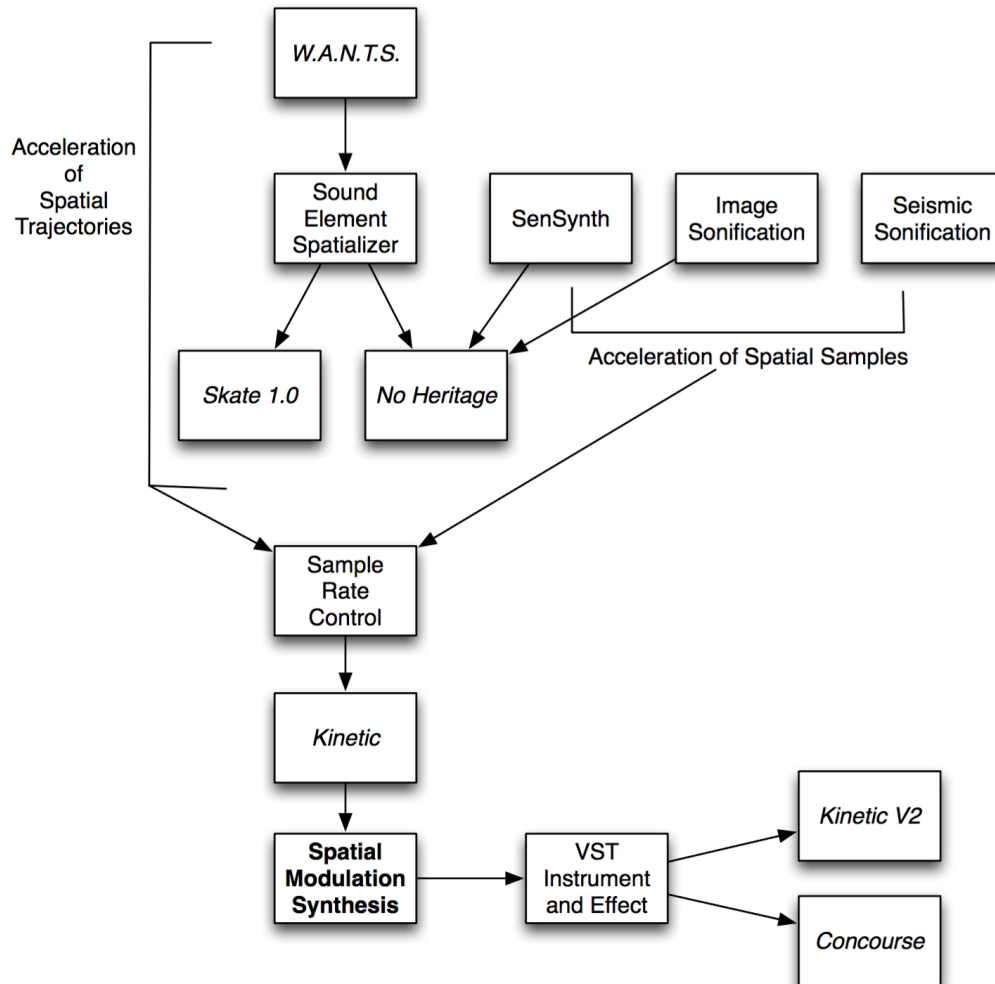 W.A.N.T.S.
Acceleration
of
Spatial
Trajectories
Sound
Element
Spatializer
SenSynth
Image
Sonification
Seismic
Sonification
Skate 1.0
No Heritage
Acceleration of Spatial Samples
Sample
Rate
Control
Kinetic
Spatial
Modulation
Synthesis
VST
Instrument
and Effect
Kinetic V2
Concourse